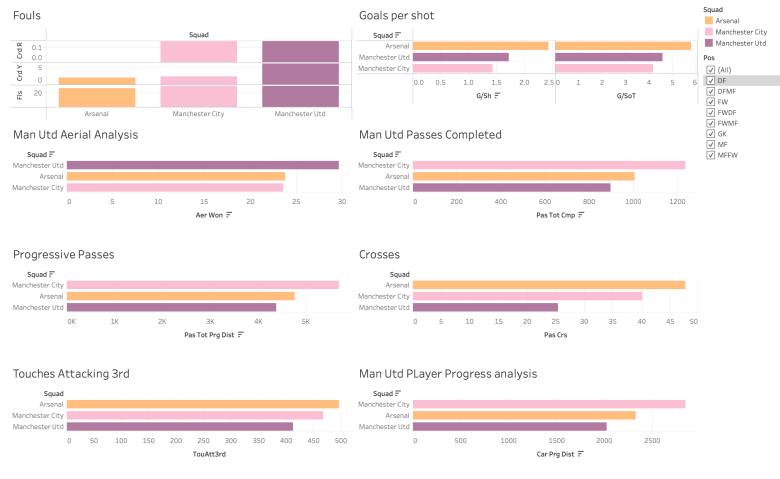 Fouls
Squad
Crd R
0.1
0.0
Crd Y
5
0
Fls
20
Arsenal
Manchester City
Manchester Utd
Goals per shot
Squad
Arsenal
Manchester Utd
Manchester City
0.0 0.5 1.0 1.5 2.0 2.5
0 1 2 3 4 5 6
G/Sh
G/SoT
Squad
Arsenal
Manchester City
Manchester Utd
Pos
(All)
DF
DFMF
FW
FWDF
FWMF
GK
MF
MFFW
Man Utd Aerial Analysis
Squad
Manchester Utd
Arsenal
Manchester City
0 5 10 15 20 25 30
Aer Won
Man Utd Passes Completed
Squad
Manchester City
Arsenal
Manchester Utd
0 200 400 600 800 1000 1200
Pas Tot Cmp
Progressive Passes
Squad
Manchester City
Arsenal
Manchester Utd
0K 1K 2K 3K 4K 5K
Pas Tot Prg Dist
Crosses
Squad
Arsenal
Manchester City
Manchester Utd
0 5 10 15 20 25 30 35 40 45 50
Pas Crs
Touches Attacking 3rd
Squad
Arsenal
Manchester City
Manchester Utd
0 50 100 150 200 250 300 350 400 450 500
TouAtt3rd
Man Utd PLayer Progress analysis
Squad
Manchester City
Arsenal
Manchester Utd
0 500 1000 1500 2000 2500
Car Prg Dist